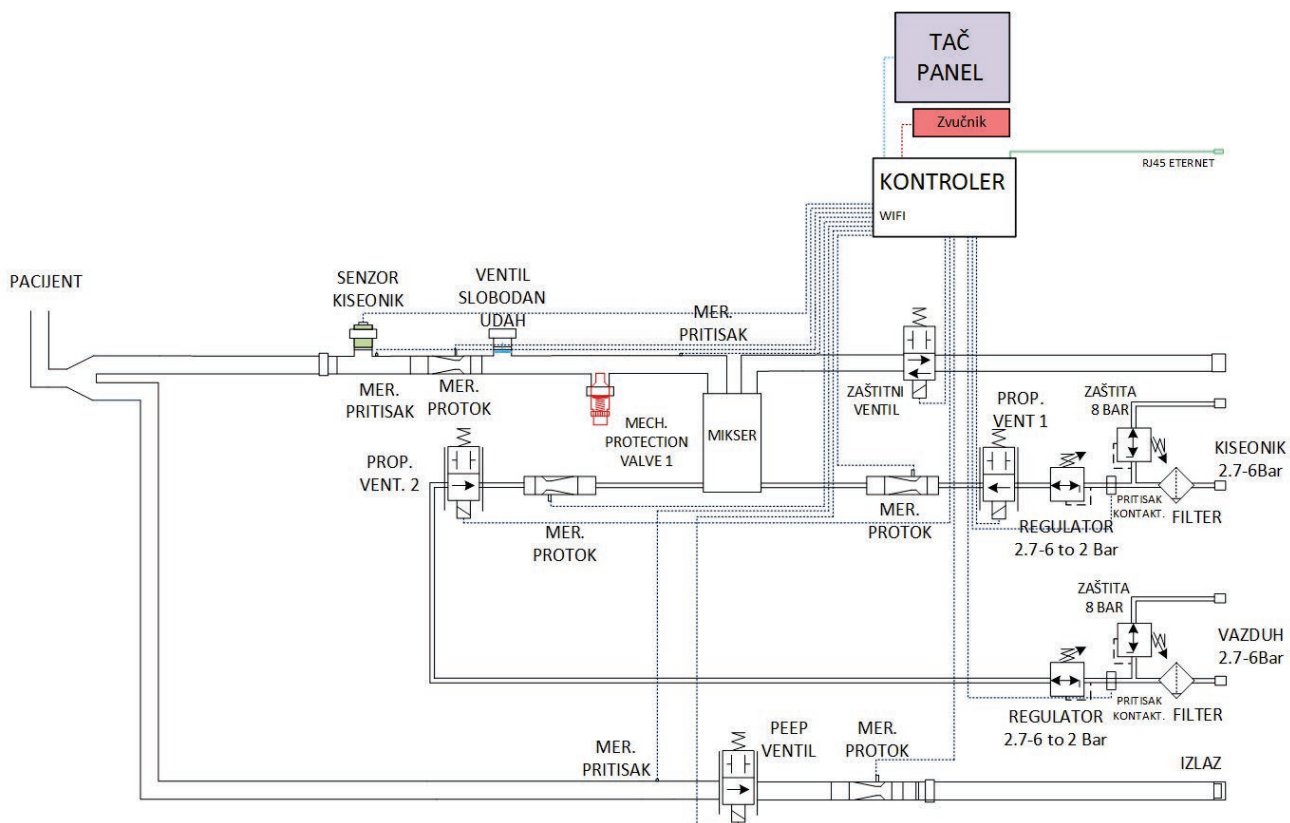 TAČ
PANEL
Zvučnik
KONTROLER
WIFI
RJ45 ETERNET
PACIJENT
SENZOR
KISEONIK
VENTIL
SLOBODAN
UDAH
MER.
PRITISAK
MER.
PRITISAK
MER.
PROTOK
MECH.
PROTECTION
VALVE 1
MIKSER
ZAŠTITNI
VENTIL
PROP.
VENT 1
ZAŠTITA
8 BAR
KISEONIK
2.7-6Bar
PROP.
VENT. 2
MER.
PROTOK
MER.
PROTOK
REGULATOR
2.7-6 to 2 Bar
PRITISAK
KONTAKT.
FILTER
ZAŠTITA
8 BAR
VAZDUH
2.7-6Bar
REGULATOR
2.7-6 to 2 Bar
PRITISAK
KONTAKT.
FILTER
MER.
PRITISAK
PEEP
VENTIL
MER.
PROTOK
IZLAZ